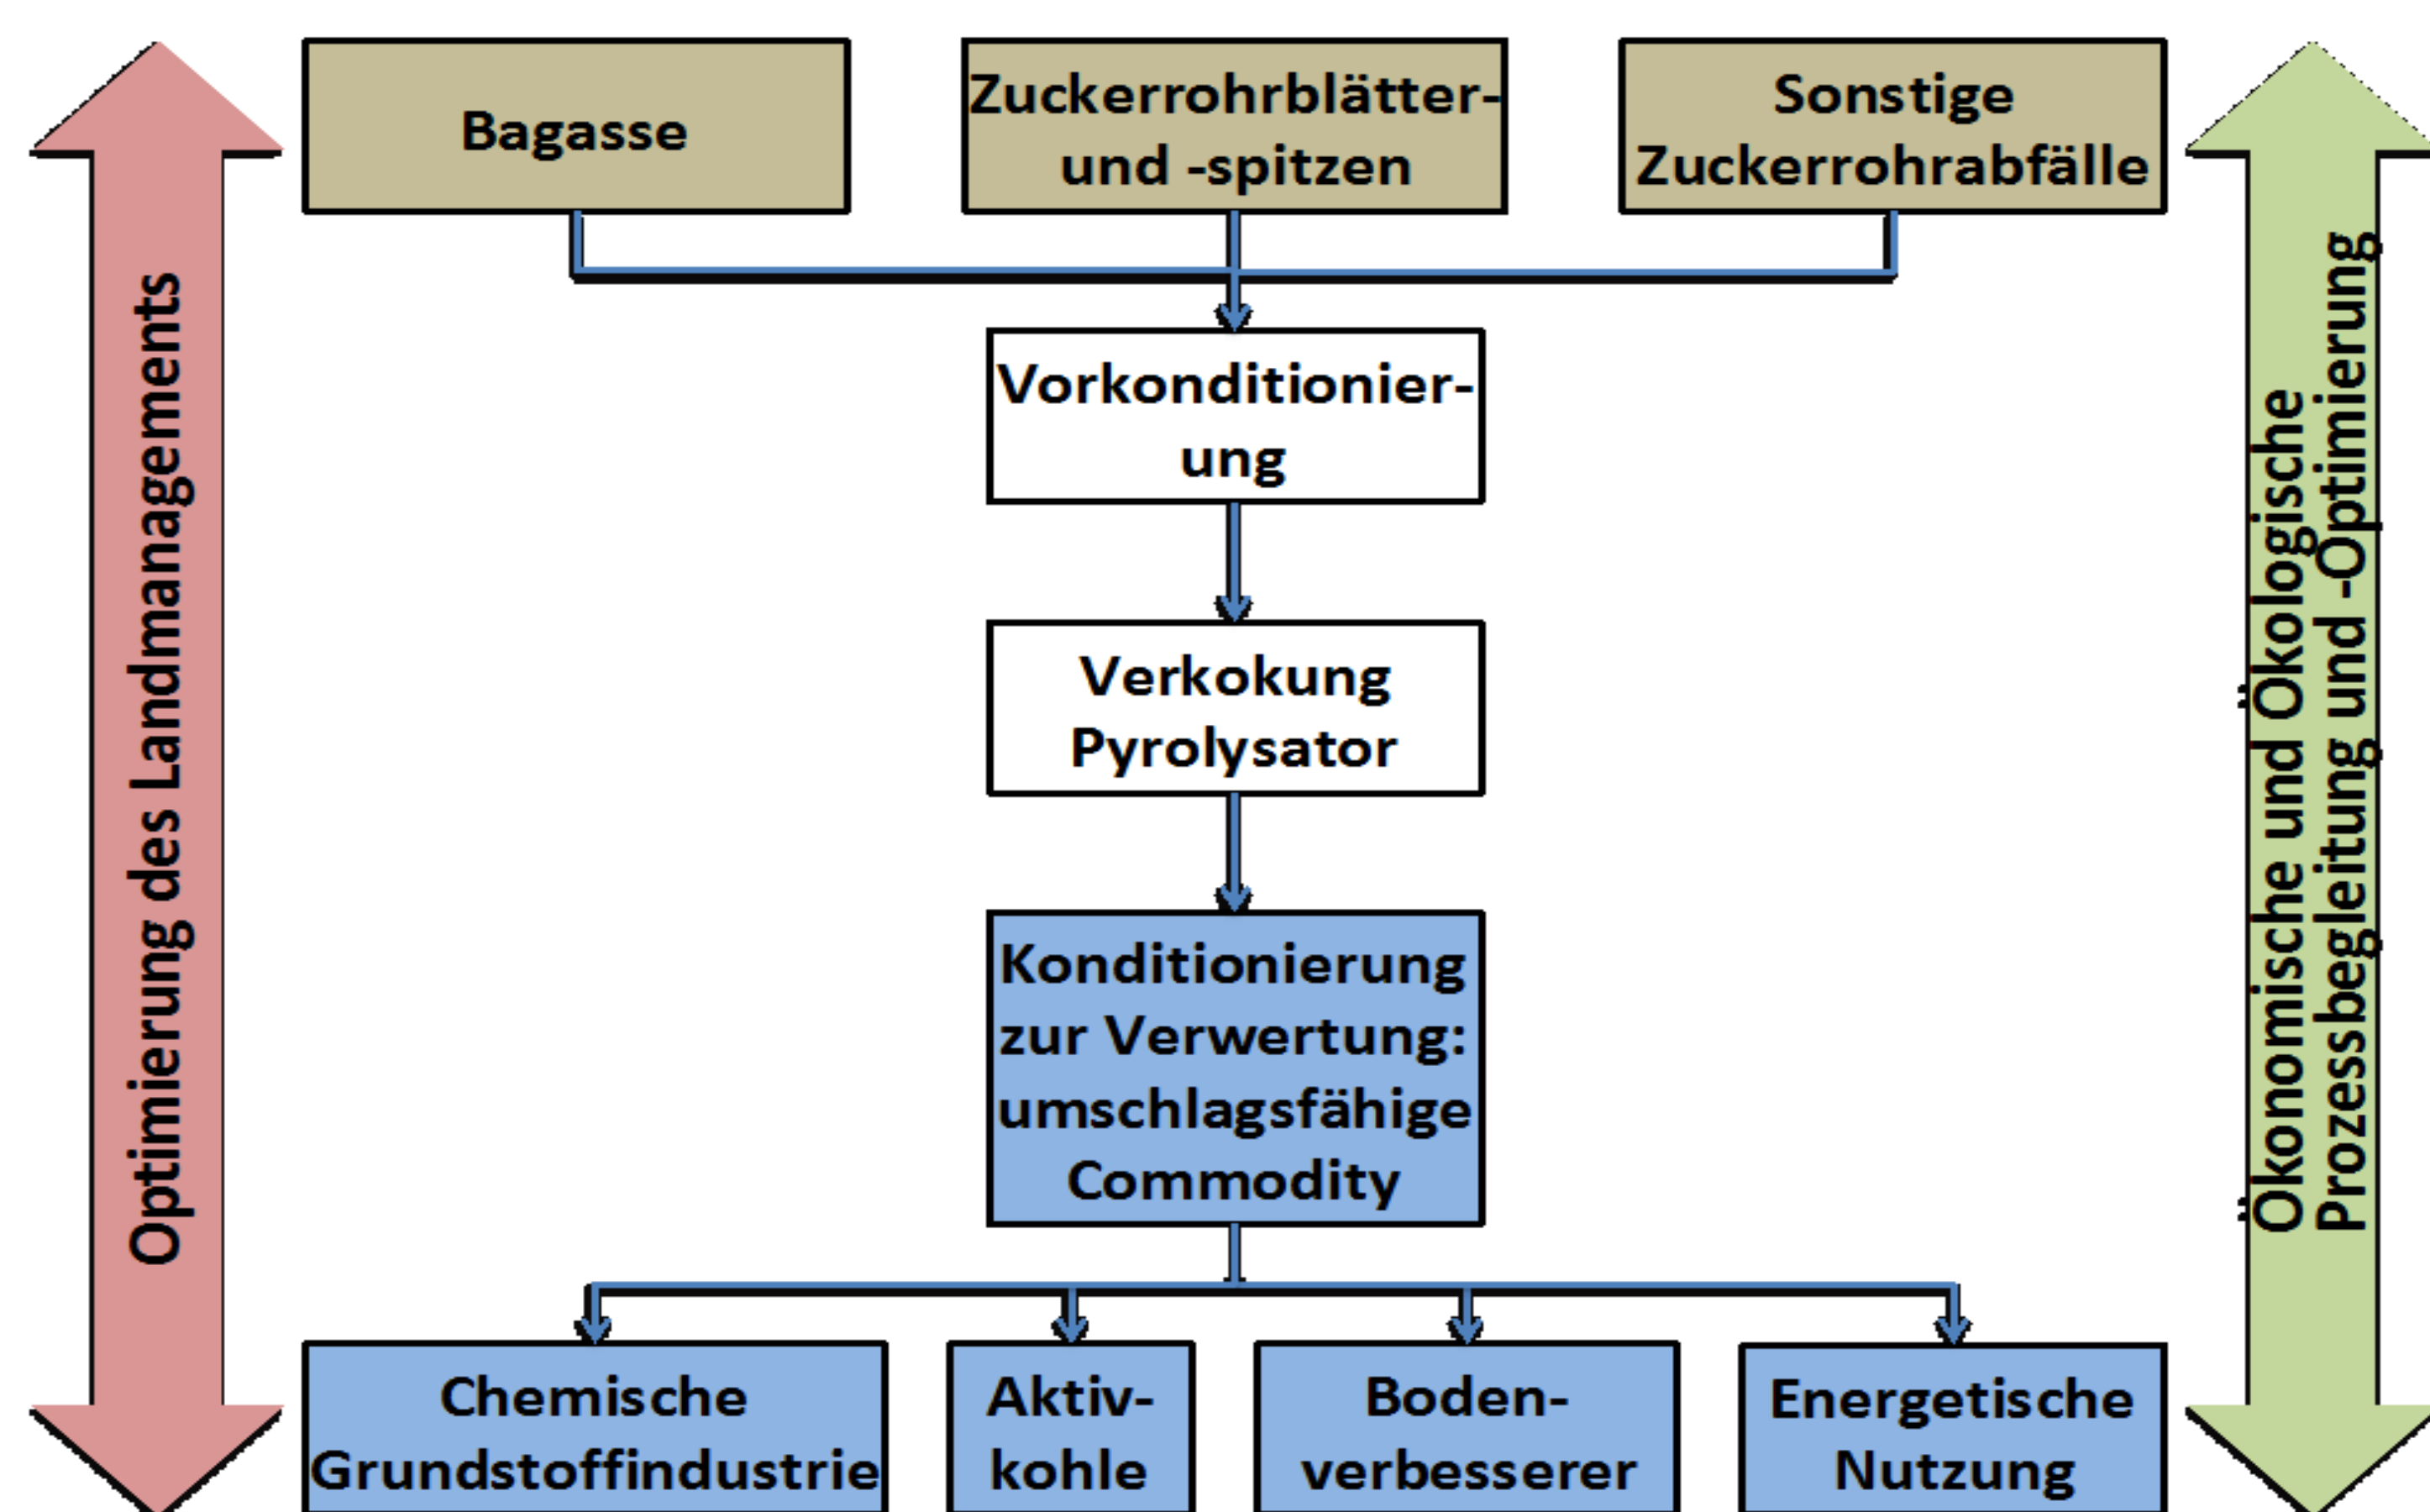 Optimierung des Landmanagements
Bagasse
Zuckerrohrblätter-
und -spitzen
Sonstige
Zuckerrohrabfälle
Vorkonditionier-
ung
Verkokung
Pyrolysator
Konditionierung
zur Verwertung:
umschlagsfähige
Commodity
Chemische
Grundstoffindustrie
Aktiv-
kohle
Boden-
verbesserer
Energetische
Nutzung
Ökonomische und Ökologische
Prozessbegleitung und -Optimierung